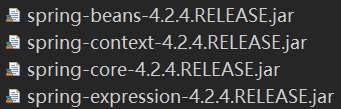 spring-beans-4.2.4.RELEASE.jar
spring-context-4.2.4.RELEASE.jar
spring-core-4.2.4.RELEASE.jar
spring-expression-4.2.4.RELEASE.jar